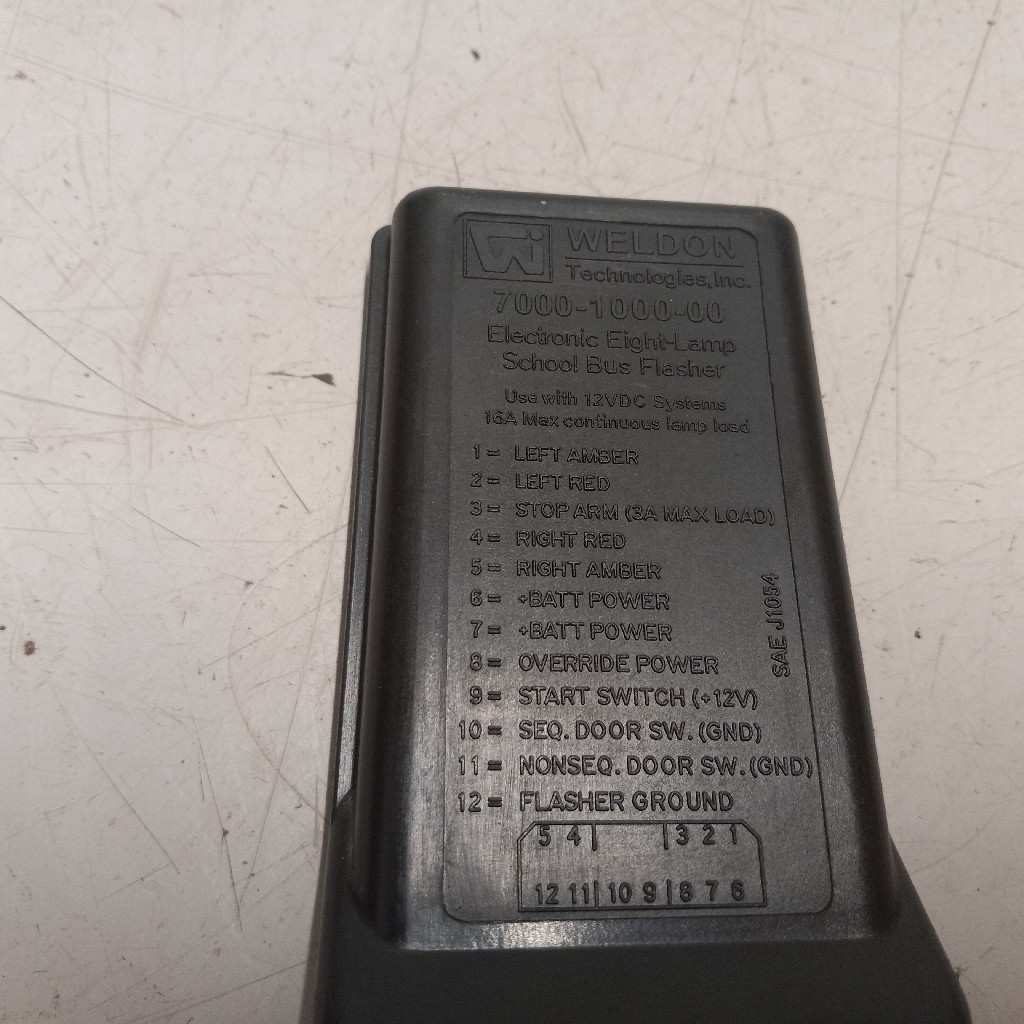 Wi WELDON
Technologies, Inc.
7000-1000-00
Electronic Eight-Lamp
School Bus Flasher
Use with 12VDC Systems
16A Max continuous lamp load
1 = LEFT AMBER
2 = LEFT RED
3 = STOP ARM (3A MAX LOAD)
4 = RIGHT RED
5 = RIGHT AMBER
6 = +BATT POWER
7 = +BATT POWER
8 = OVERRIDE POWER
9 = START SWITCH (+12V)
10 = SEQ. DOOR SW. (GND)
11 = NONSEQ. DOOR SW. (GND)
12 = FLASHER GROUND
SAE J1054
5 4 3 2 1
12 11 10 9 8 7 6